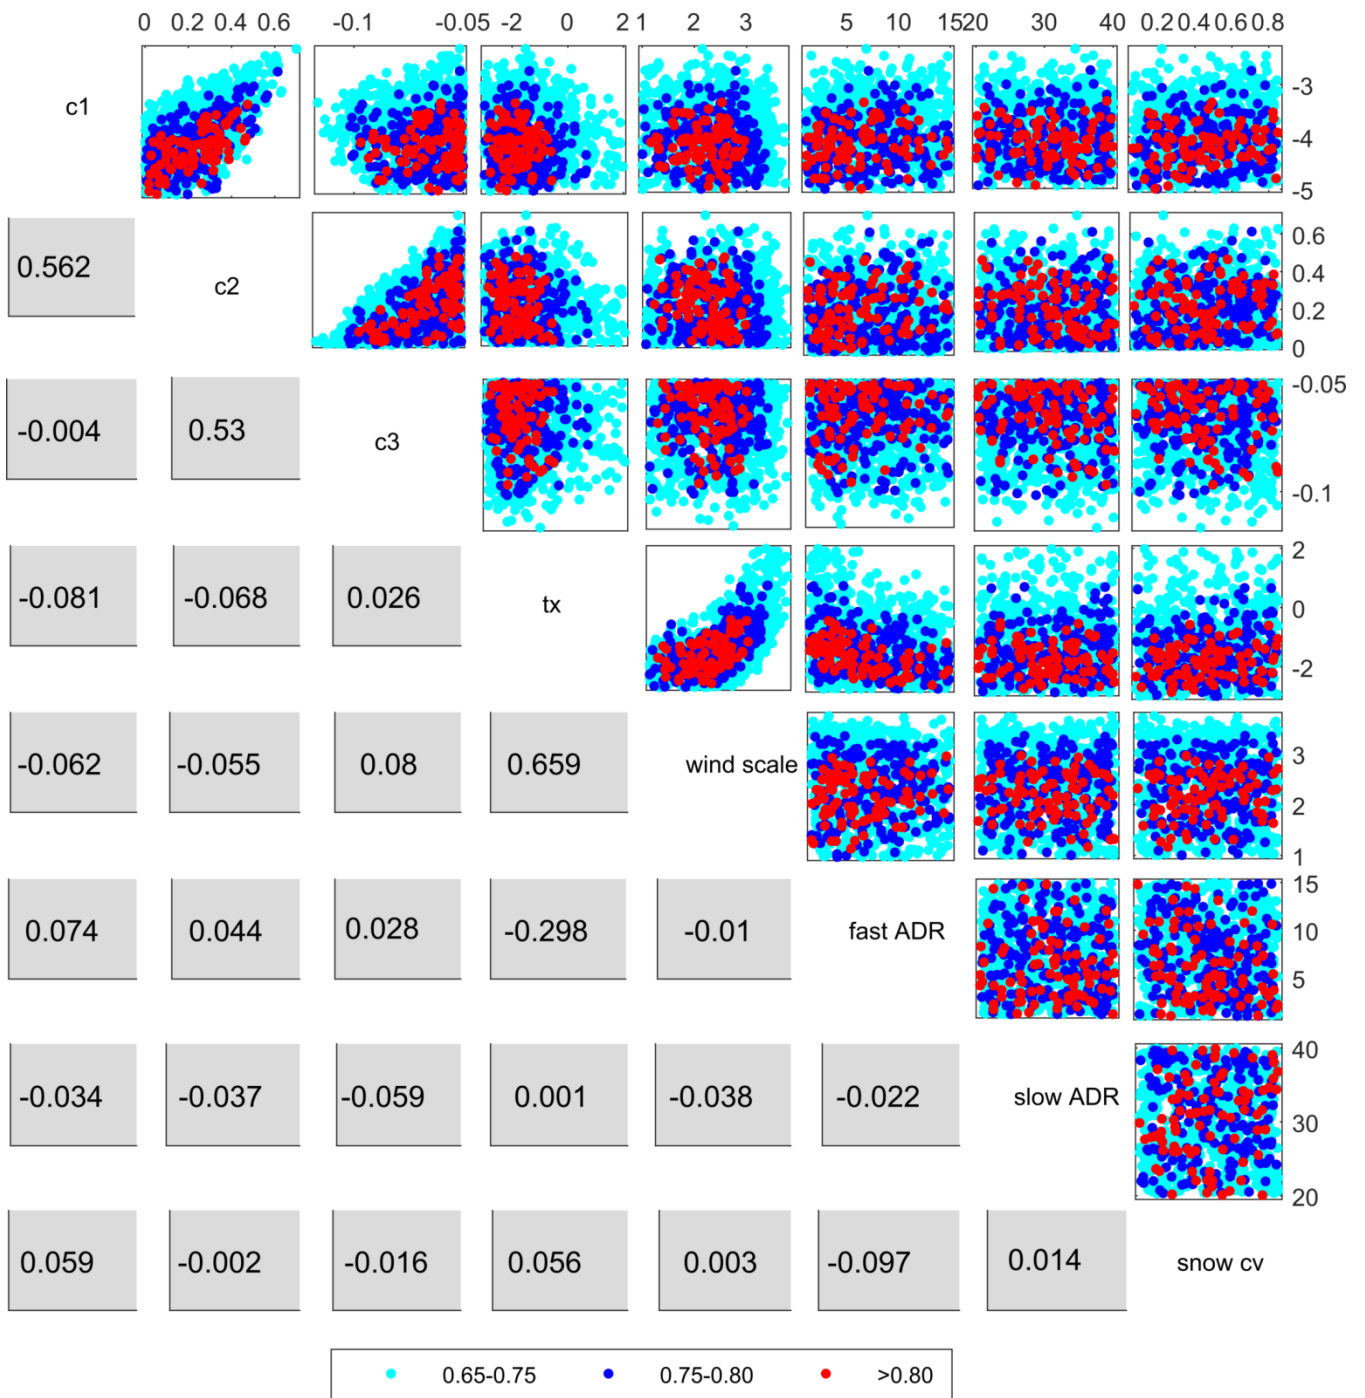 0 0.2 0.4 0.6 -0.1 -0.05 -2 0 2 1 2 3 5 10 15 20 30 40 0.2 0.4 0.6 0.8
c1
-3
-4
-5
0.562
c2
0.6
0.4
0.2
0
-0.004 0.53
c3
-0.05
-0.1
-0.081 -0.068 0.026
tx
2
0
-2
-0.062 -0.055 0.08 0.659
wind scale
3
2
1
0.074 0.044 0.028 -0.298 -0.01
fast ADR
15
10
5
-0.034 -0.037 -0.059 0.001 -0.038 -0.022
slow ADR
40
30
20
0.059 -0.002 -0.016 0.056 0.003 -0.097 0.014
snow cv
0.65-0.75 0.75-0.80 >0.80